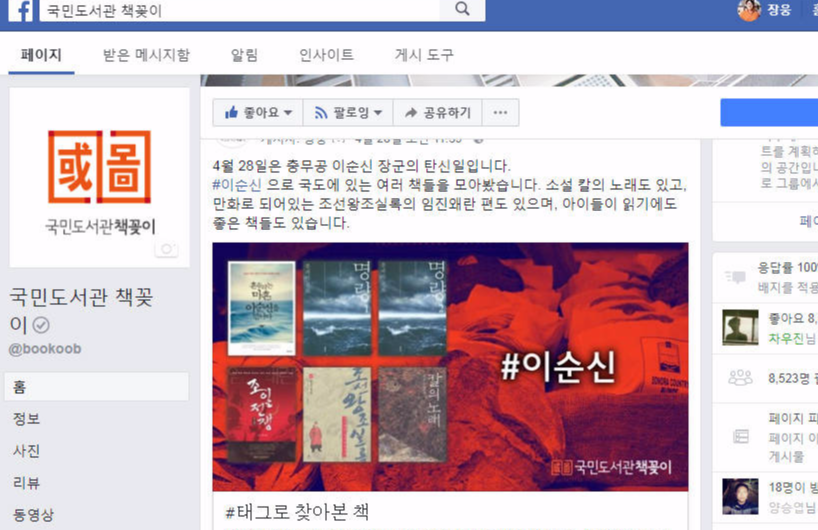 국민도서관 책꽂이
장웅
페이지 받은 메시지함 알림 인사이트 게시 도구
좋아요 팔로잉 공유하기
或 圖
국민도서관책꽂이
국민도서관 책꽂
이
@bookoob
홈
정보
사진
리뷰
동영상
4월 28일은 충무공 이순신 장군의 탄신일입니다.
#이순신 으로 국도에 있는 여러 책들을 모아봤습니다. 소설 칼의 노래도 있고,
만화로 되어있는 조선왕조실록의 임진왜란 편도 있으며, 아이들이 읽기에도
좋은 책들도 있습니다.
명량
명량
조일전쟁
조선왕조실록
칼의 노래
#이순신
국민도서관책꽂이
#태그로 찾아본 책
트를 계획하
의 공간입니
로 그룹에서
페이
응답률 100
배지를 적용
좋아요 8,
차우진님
8,523명
페이지 피
페이지 이
게시물
18명이 방
양승엽님